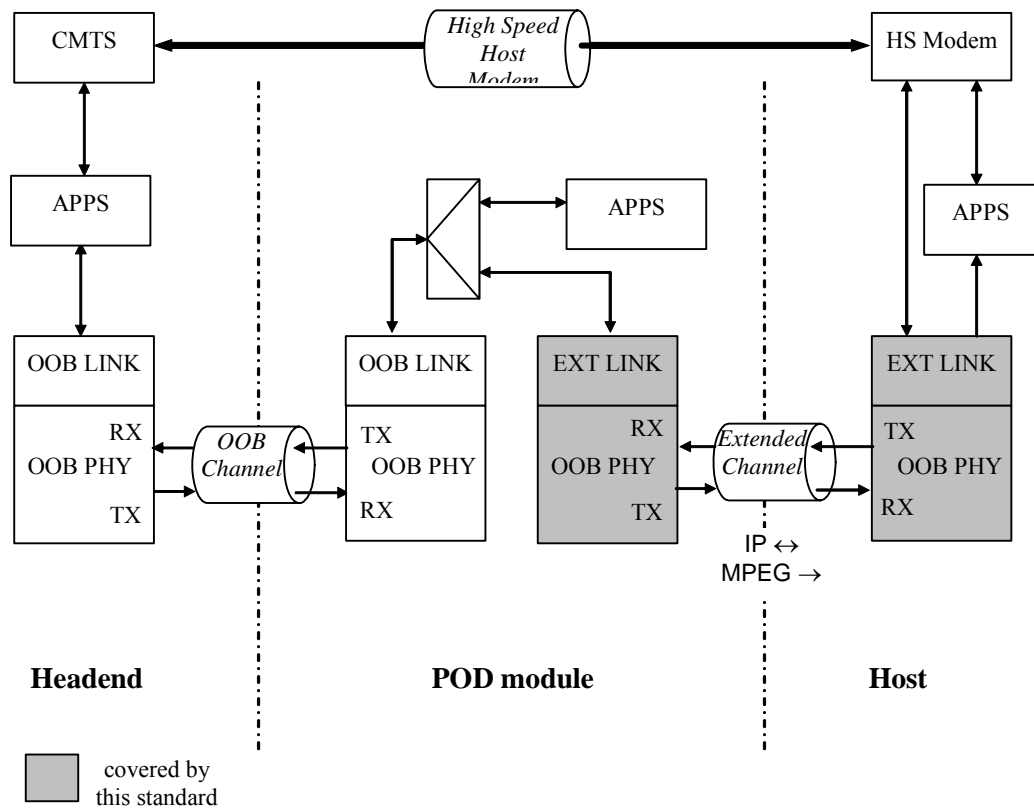 CMTS
High Speed
Host
Modem
HS Modem
APPS
APPS
APPS
OOB LINK
OOB LINK
EXT LINK
EXT LINK
RX
OOB PHY
TX
OOB Channel
TX
OOB PHY
RX
RX
OOB PHY
TX
Extended
Channel
TX
OOB PHY
RX
IP ↔
MPEG →
Headend
POD module
Host
covered by
this standard